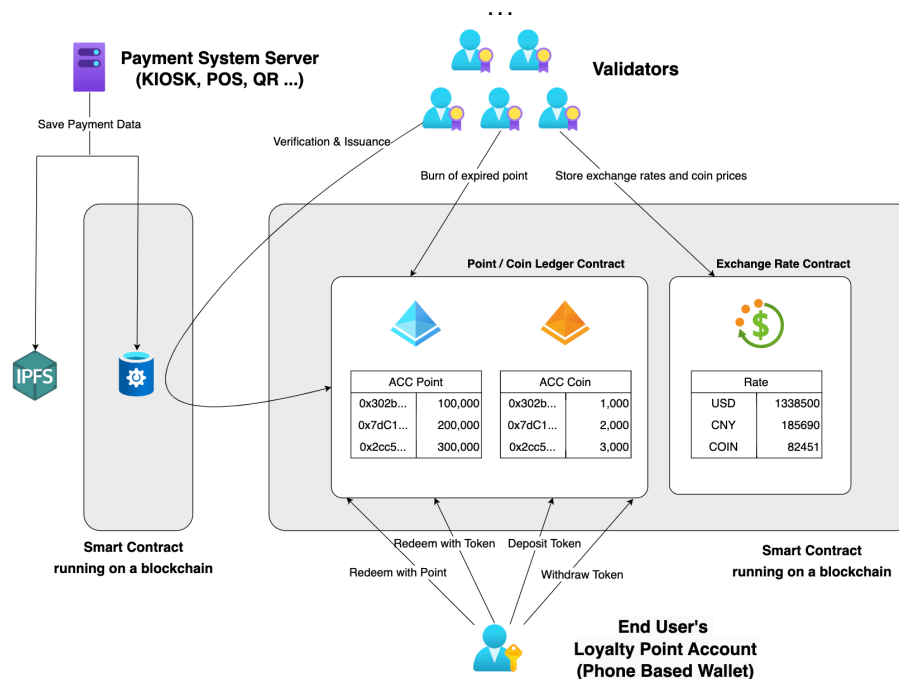 ...
Payment System Server
(KIOSK, POS, QR ...)
Validators
Save Payment Data
Verification & Issuance
Burn of expired point
Store exchange rates and coin prices
Point / Coin Ledger Contract
Exchange Rate Contract
IPFS
$
ACC Point
0x302b... 100,000
0x7dC1... 200,000
0x2cc5... 300,000
ACC Coin
0x302b... 1,000
0x7dC1... 2,000
0x2cc5... 3,000
Rate
USD 1338500
CNY 185690
COIN 82451
Smart Contract
running on a blockchain
Redeem with Token
Deposit Token
Redeem with Point
Withdraw Token
Smart Contract
running on a blockchain
End User's
Loyalty Point Account
(Phone Based Wallet)